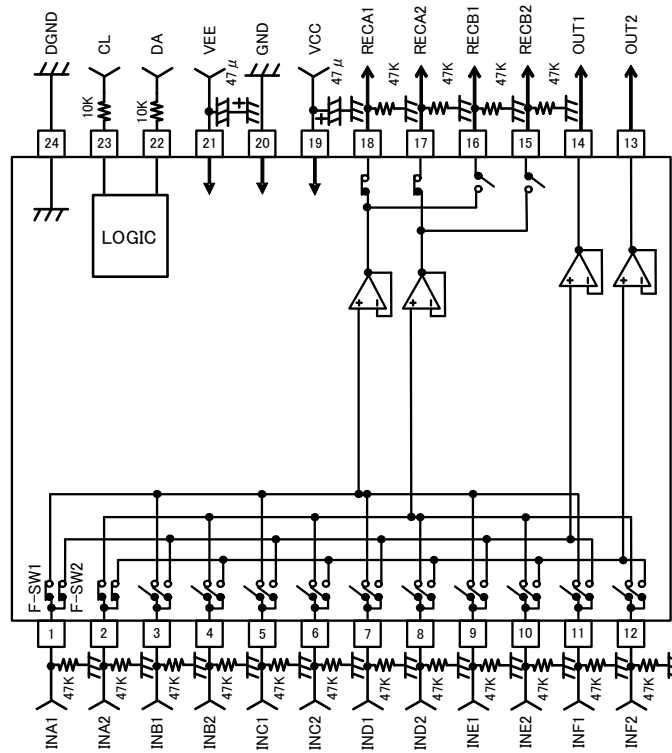 DGND
CL
DA
VEE
GND
VCC
RECA1
RECA2
RECB1
RECB2
OUT1
OUT2
10K
10K
47μ
47μ
47K
47K
47K
47K
24
23
22
21
20
19
18
17
16
15
14
13
LOGIC
+
-
+
-
+
-
+
-
F-SW1
F-SW2
1
2
3
4
5
6
7
8
9
10
11
12
47K
47K
47K
47K
47K
47K
47K
47K
47K
47K
47K
47K
INA1
INA2
INB1
INB2
INC1
INC2
IND1
IND2
INE1
INE2
INF1
INF2